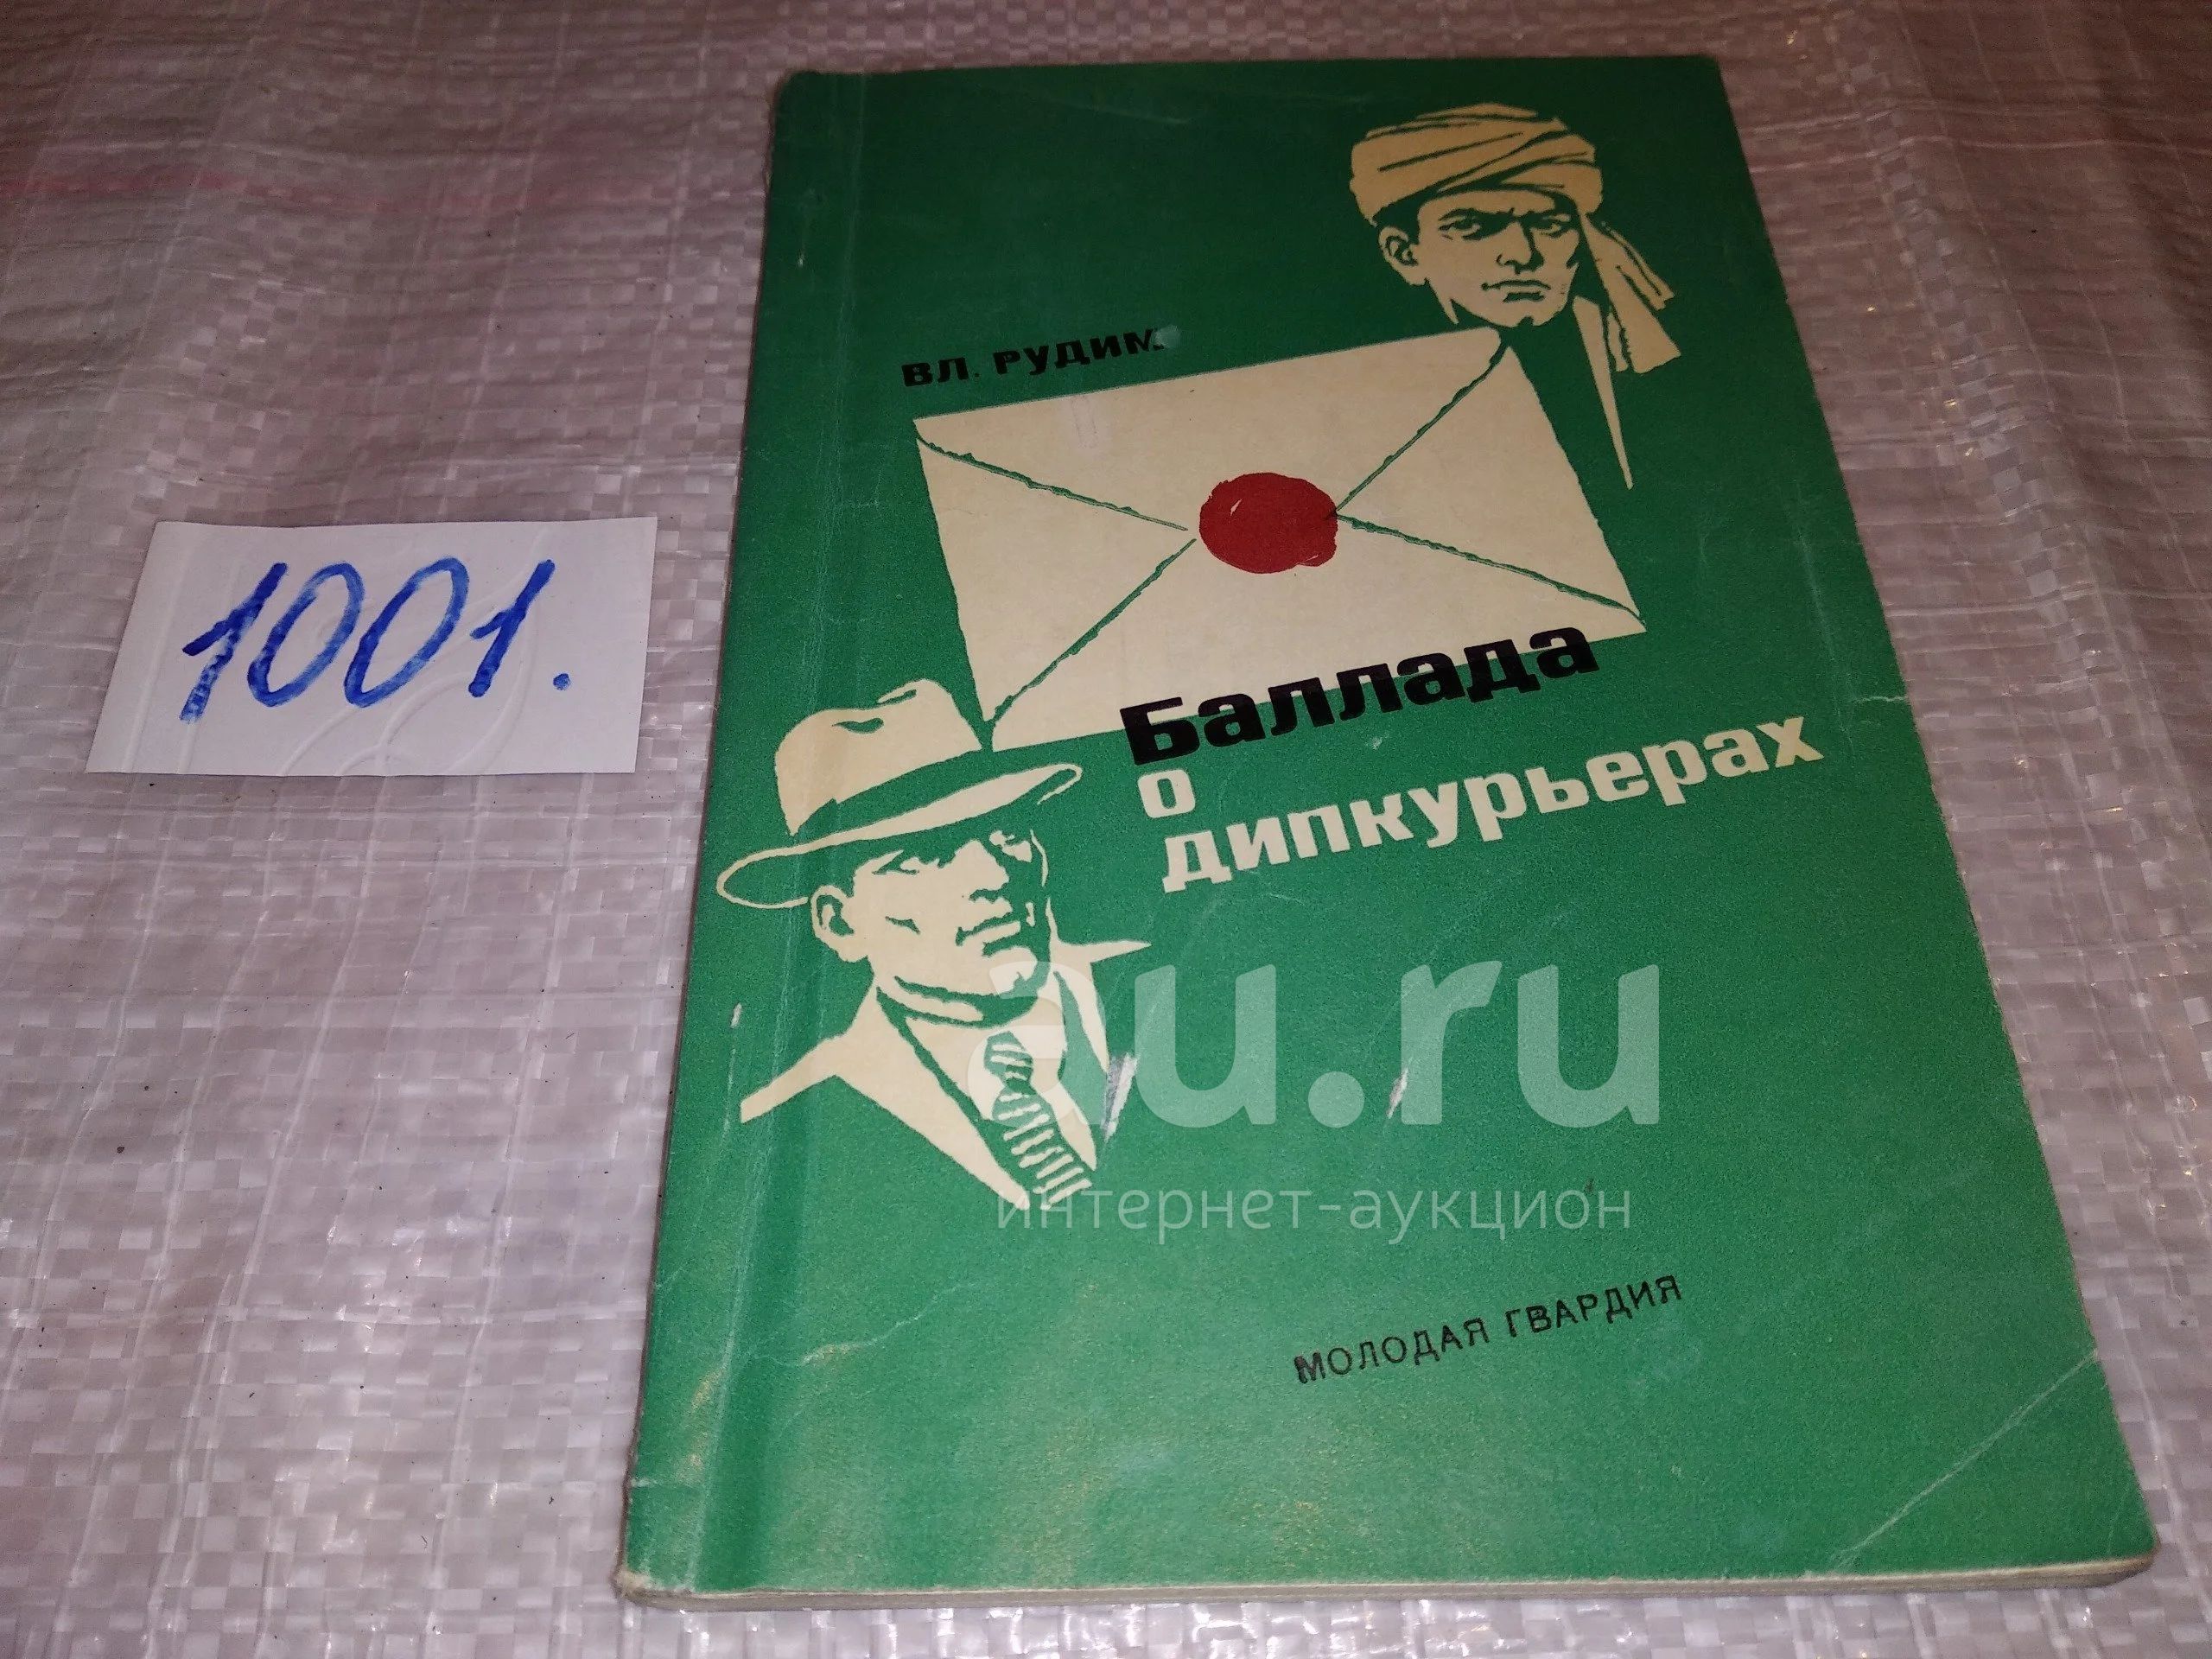 1001.
ВЛ. РУДИМ
Баллада
о
дипкурьерах
au.ru
интернет-аукцион
МОЛОДАЯ ГВАРДИЯ